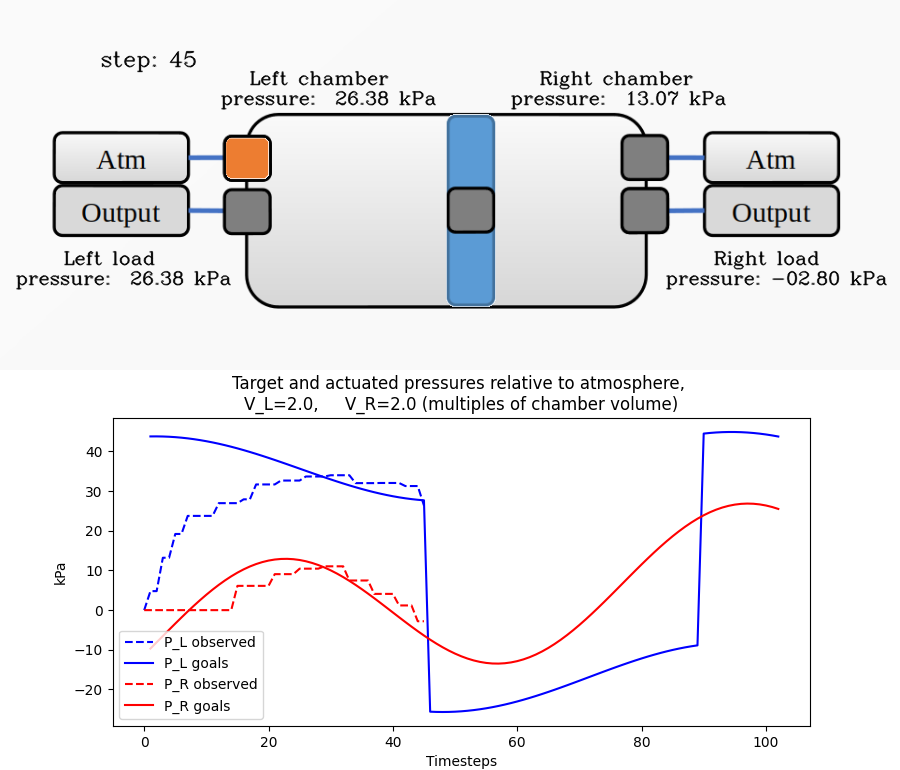 step: 45
Left chamber
pressure: 26.38 kPa
Right chamber
pressure: 13.07 kPa
Atm
Output
Atm
Output
Left load
pressure: 26.38 kPa
Right load
pressure: −02.80 kPa
Target and actuated pressures relative to atmosphere,
V_L=2.0, V_R=2.0 (multiples of chamber volume)
kPa
40
30
20
10
0
−10
−20
P_L observed
P_L goals
P_R observed
P_R goals
0 20 40 60 80 100
Timesteps